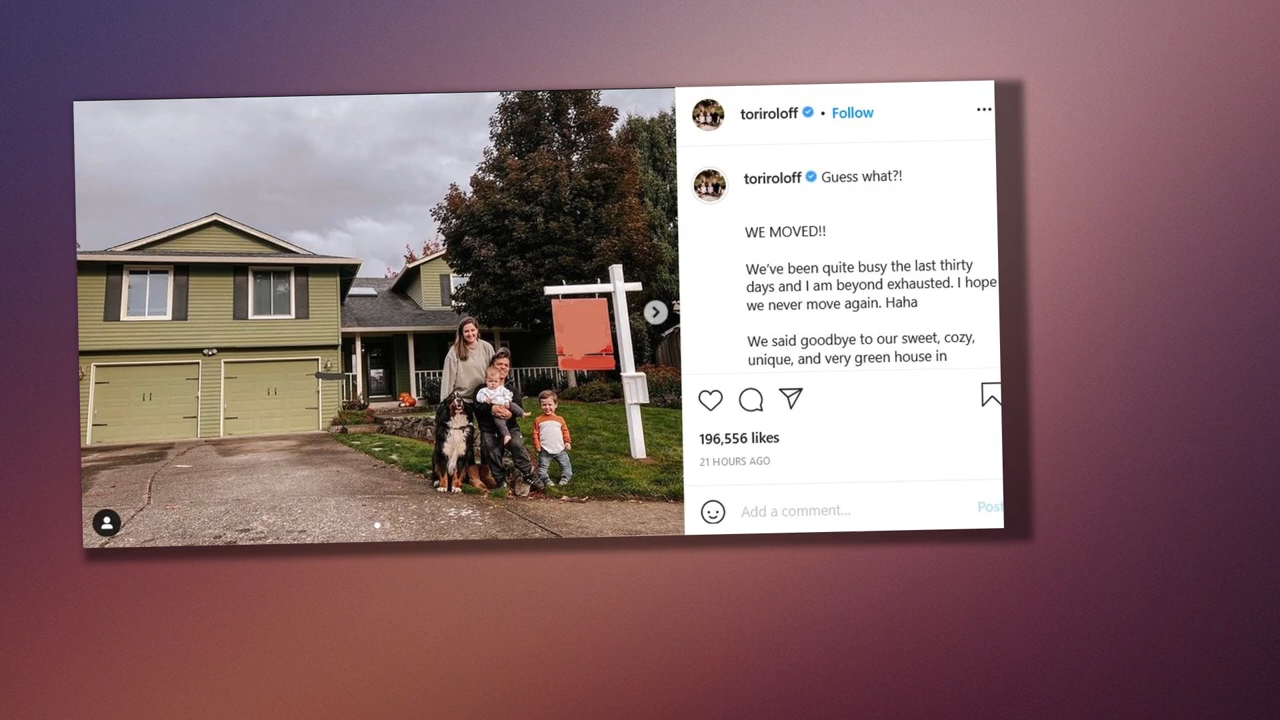 toriroloff • Follow
toriroloff Guess what?!
WE MOVED!!
We've been quite busy the last thirty
days and I am beyond exhausted. I hope
we never move again. Haha
We said goodbye to our sweet, cozy,
unique, and very green house in
196,556 likes
21 HOURS AGO
Add a comment...
Post